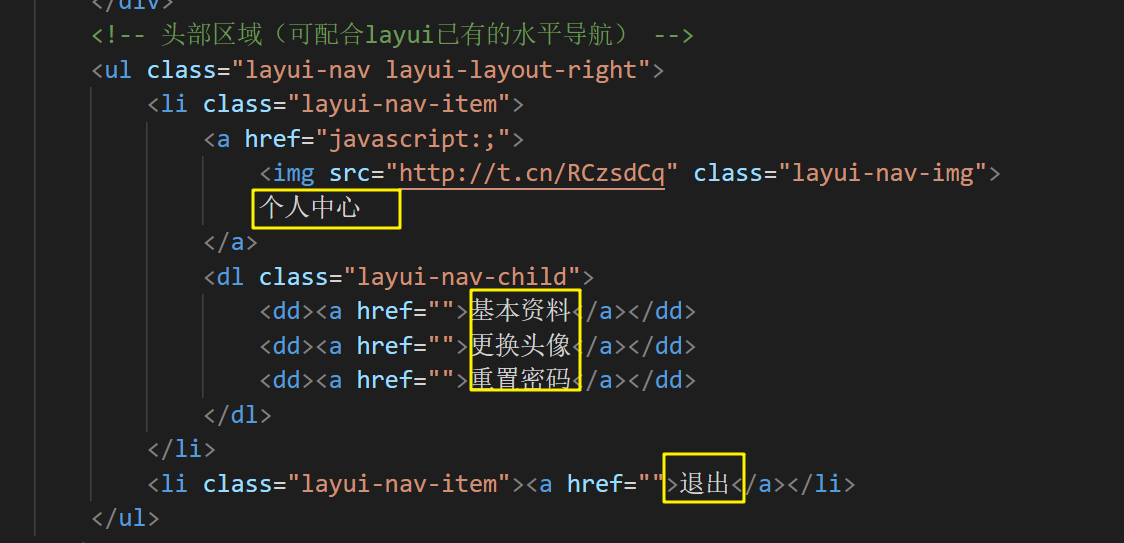 </div>
<!-- 头部区域（可配合layui已有的水平导航） -->
<ul class="layui-nav layui-layout-right">
<li class="layui-nav-item">
<a href="javascript:;">
<img src="http://t.cn/RCzsdCq" class="layui-nav-img">
个人中心
</a>
<dl class="layui-nav-child">
<dd><a href="">基本资料</a></dd>
<dd><a href="">更换头像</a></dd>
<dd><a href="">重置密码</a></dd>
</dl>
</li>
<li class="layui-nav-item"><a href="">退出</a></li>
</ul>